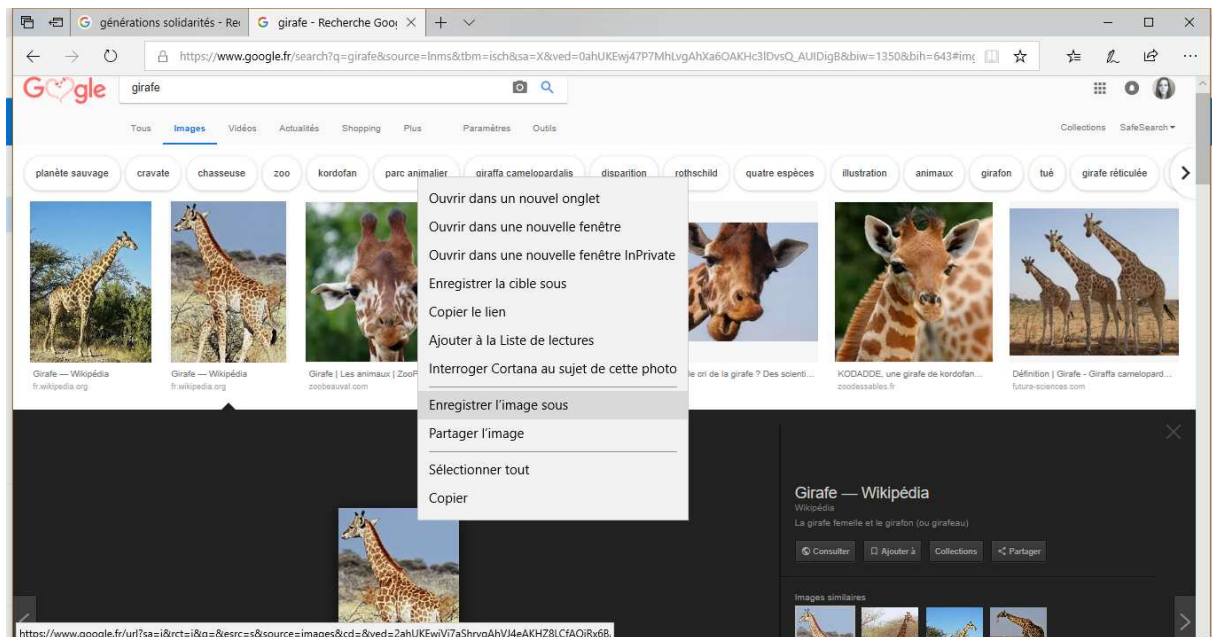 générations solidarités - Re
girafe - Recherche Goo
https://www.google.fr/search?q=girafe&source=lnms&tbm=isch&sa=X&ved=0ahUKEwj47P7MhLvgAhXa6OAKHc3lDvsQ_AUIDigB&biw=1350&bih=643#img
G gle
girafe
Tous Images Vidéos Actualités Shopping Plus Paramètres Outils
Collections SafeSearch
planète sauvage cravate chasseuse zoo kordofan parc animalier giraffa camelopardalis disparition rothschild quatre espèces illustration animaux girafon tué girafe réticulée
Ouvrir dans un nouvel onglet
Ouvrir dans une nouvelle fenêtre
Ouvrir dans une nouvelle fenêtre InPrivate
Enregistrer la cible sous
Copier le lien
Ajouter à la Liste de lectures
Interroger Cortana au sujet de cette photo
Enregistrer l'image sous
Partager l'image
Sélectionner tout
Copier
Girafe — Wikipédia
fr.wikipedia.org
Girafe — Wikipédia
fr.wikipedia.org
Girafe | Les animaux | ZooP
zoobeauval.com
le cri de la girafe ? Des scienti...
KODADDE, une girafe de kordofan...
zoodessables.fr
Définition | Girafe - Giraffa camelopard...
futura-sciences.com
Girafe — Wikipédia
Wikipédia
La girafe femelle et le girafon (ou girafeau)
Consulter Ajouter à Collections Partager
Images similaires